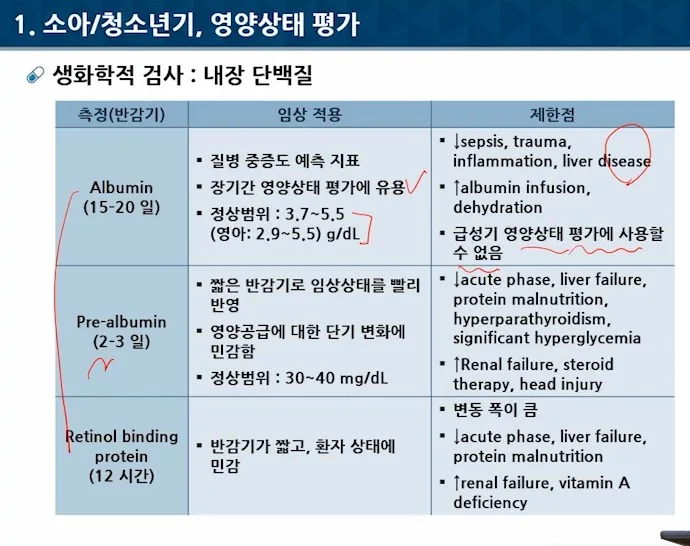 1. 소아/청소년기, 영양상태 평가
생화학적 검사 : 내장 단백질
측정(반감기)
임상 적용
제한점
Albumin
(15-20 일)
▪ 질병 중증도 예측 지표
▪ 장기간 영양상태 평가에 유용
▪ 정상범위 : 3.7~5.5
(영아: 2.9~5.5) g/dL
▪ ↓sepsis, trauma,
inflammation, liver disease
▪ ↑albumin infusion,
dehydration
▪ 급성기 영양상태 평가에 사용할
수 없음
Pre-albumin
(2-3 일)
▪ 짧은 반감기로 임상상태를 빨리
반영
▪ 영양공급에 대한 단기 변화에
민감함
▪ 정상범위 : 30~40 mg/dL
▪ ↓acute phase, liver failure,
protein malnutrition,
hyperparathyroidism,
significant hyperglycemia
▪ ↑Renal failure, steroid
therapy, head injury
Retinol binding
protein
(12 시간)
▪ 반감기가 짧고, 환자 상태에
민감
▪ 변동 폭이 큼
▪ ↓acute phase, liver failure,
protein malnutrition
▪ ↑renal failure, vitamin A
deficiency